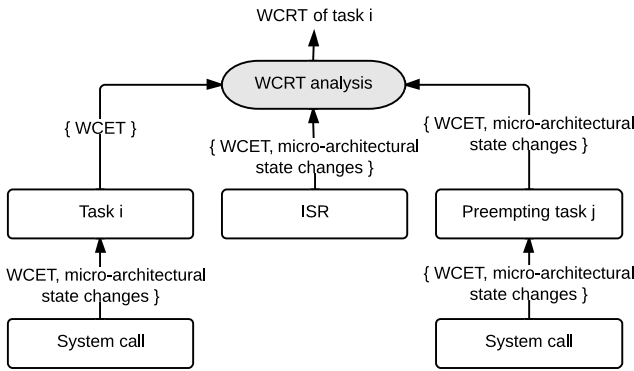 WCRT of task i
WCRT analysis
{ WCET }
{ WCET, micro-architectural
state changes }
{ WCET, micro-architectural
state changes }
Task i
ISR
Preempting task j
WCET, micro-architectural
state changes }
{ WCET, micro-architectural
state changes }
System call
System call